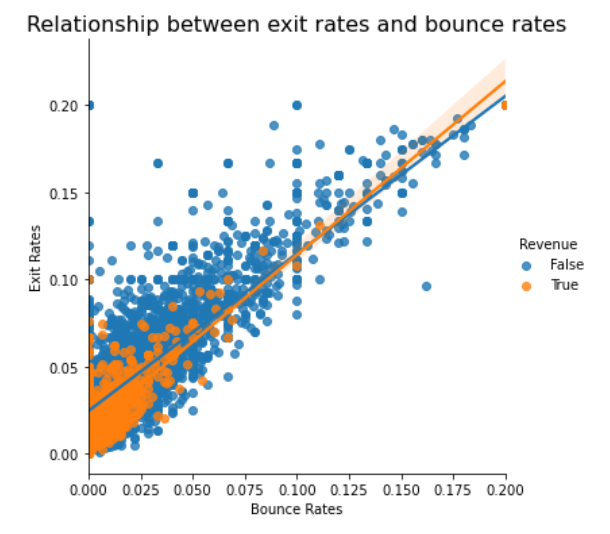 Relationship between exit rates and bounce rates
Exit Rates
0.20
0.15
0.10
0.05
0.00
0.000 0.025 0.050 0.075 0.100 0.125 0.150 0.175 0.200
Bounce Rates
Revenue
False
True